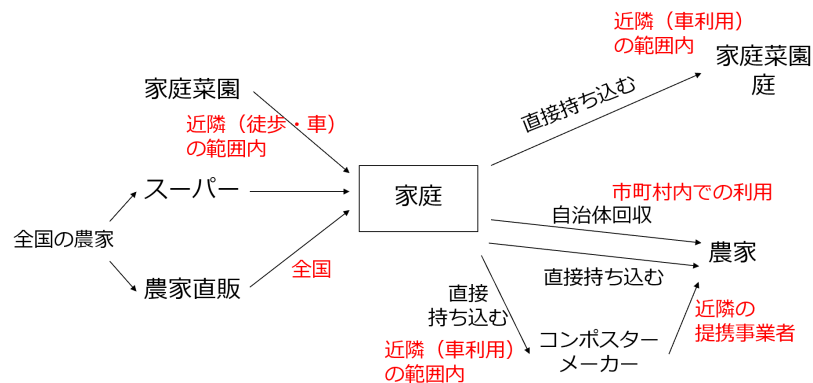 近隣（車利用）
の範囲内
家庭菜園
庭
家庭菜園
直接持ち込む
近隣（徒歩・車）
の範囲内
スーパー
家庭
市町村内での利用
自治体回収
全国の農家
農家
全国
直接持ち込む
農家直販
直接
持ち込む
近隣の
提携事業者
コンポスター
メーカー
近隣（車利用）
の範囲内